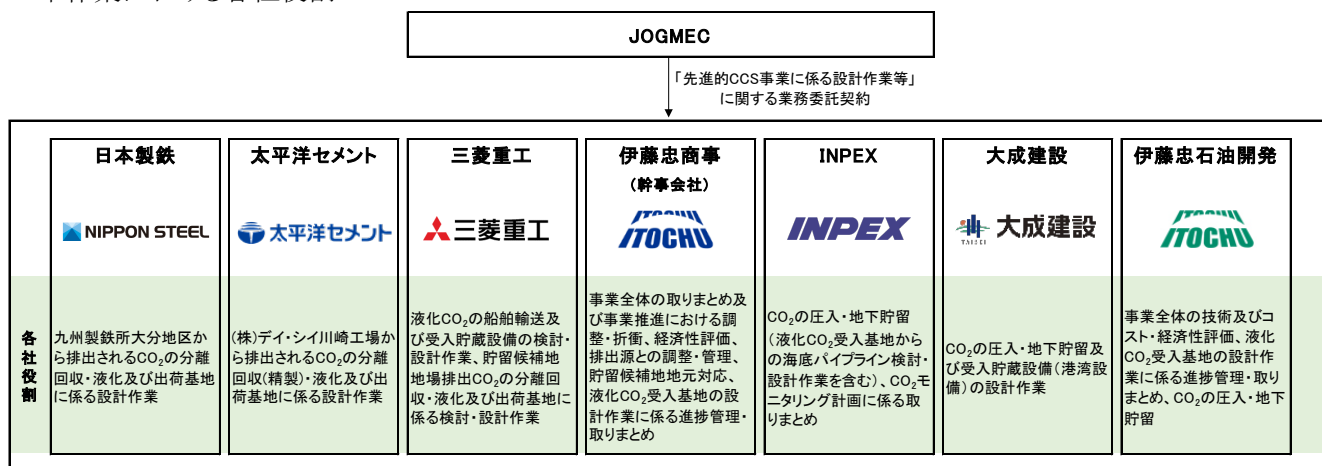 JOGMEC
「先進的CCS事業に係る設計作業等」
に関する業務委託契約
日本製鉄
NIPPON STEEL
太平洋セメント
太平洋セメント
三菱重工
三菱重工
伊藤忠商事
(幹事会社)
ITOCHU
INPEX
INPEX
大成建設
TAISEI
大成建設
伊藤忠石油開発
ITOCHU
各社役割
九州製鉄所大分地区か
ら排出されるCO₂の分離
回収・液化及び出荷基地
に係る設計作業
(株)デイ・シイ川崎工場か
ら排出されるCO₂の分離
回収(精製)・液化及び出
荷基地に係る設計作業
液化CO₂の船舶輸送及
び受入貯蔵設備の検討・
設計作業、貯留候補地
地場排出CO₂の分離回
収・液化及び出荷基地に
係る検討・設計作業
事業全体の取りまとめ及
び事業推進における調
整・折衝、経済性評価、
排出源との調整・管理、
貯留候補地地元対応、
液化CO₂受入基地の設
計作業に係る進捗管理・
取りまとめ
CO₂の圧入・地下貯留
(液化CO₂受入基地から
の海底パイプライン検討・
設計作業を含む)、CO₂モ
ニタリング計画に係る取
りまとめ
CO₂の圧入・地下貯留及
び受入貯蔵設備(港湾設
備)の設計作業
事業全体の技術及びコ
スト・経済性評価、液化
CO₂受入基地の設計作
業に係る進捗管理・取り
まとめ、CO₂の圧入・地下
貯留